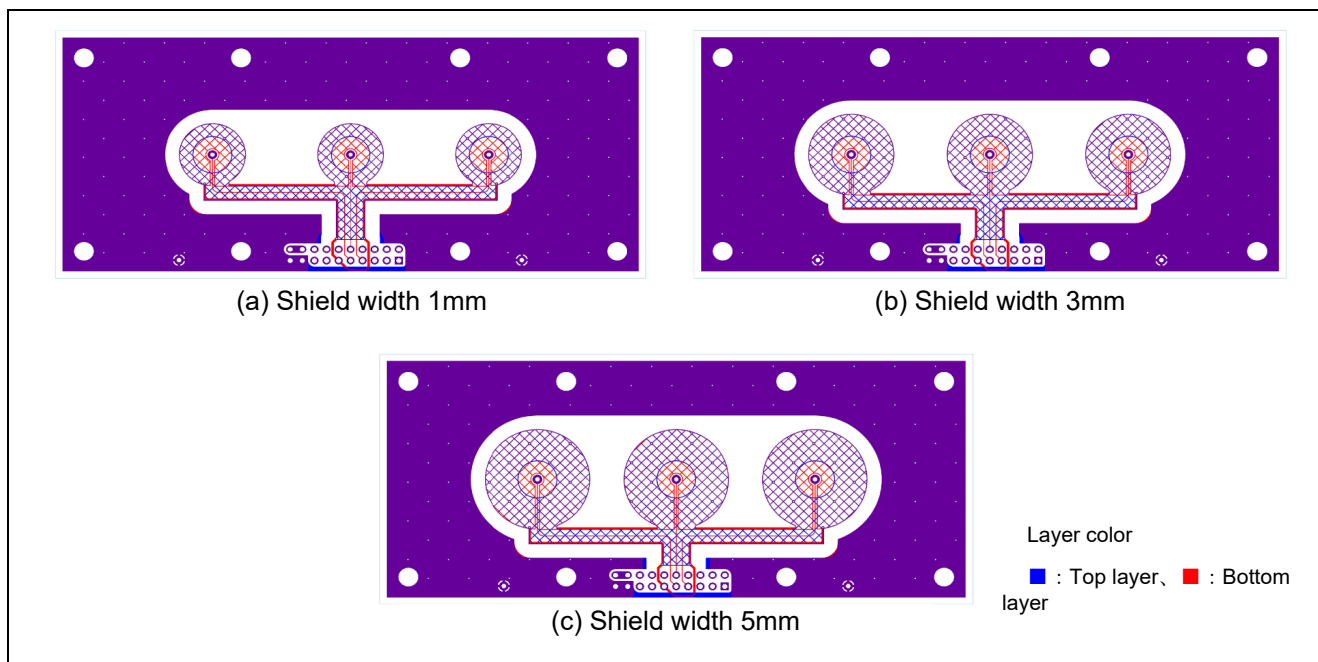 (a) Shield width 1mm
(b) Shield width 3mm
(c) Shield width 5mm
Layer color
■ : Top layer、■ : Bottom
layer